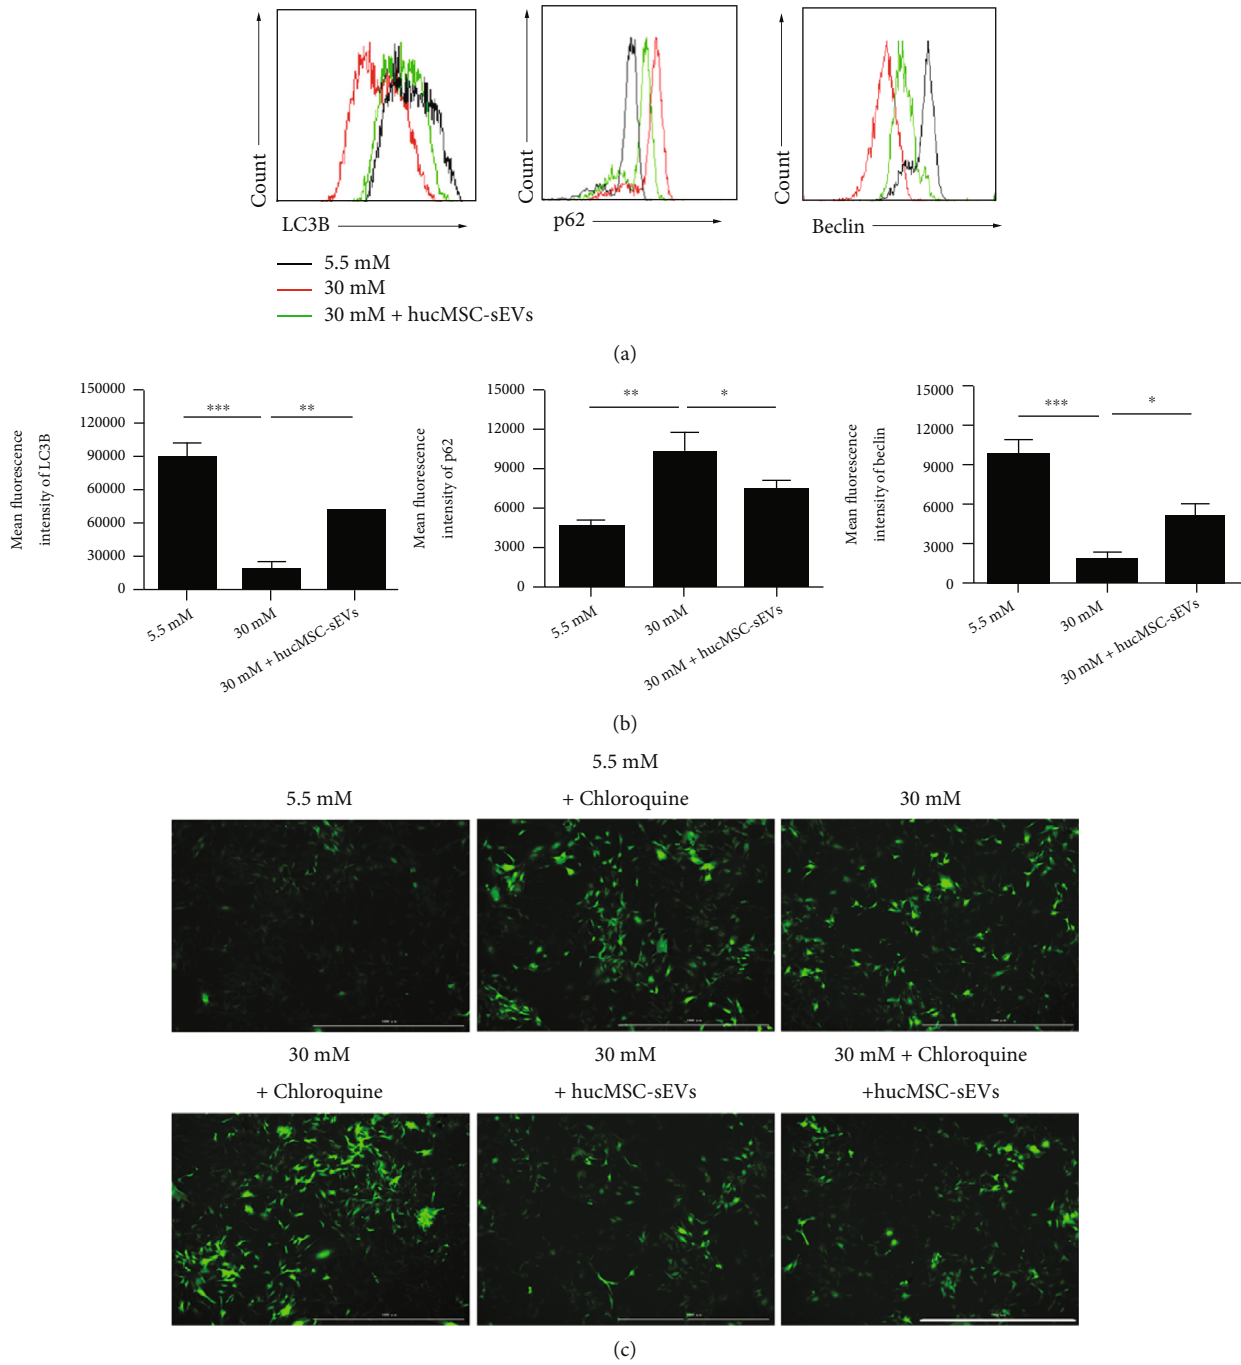 Count
Count
Count
LC3B
p62
Beclin
5.5 mM
30 mM
30 mM + hucMSC-sEVs
(a)
Mean fluorescence
intensity of LC3B
150000
120000
90000
60000
30000
0
***
**
5.5 mM
30 mM
30 mM + hucMSC-sEVs
Mean fluorescence
intensity of p62
15000
12000
9000
6000
3000
0
**
*
5.5 mM
30 mM
30 mM + hucMSC-sEVs
Mean fluorescence
intensity of beclin
15000
12000
9000
6000
3000
0
***
*
5.5 mM
30 mM
30 mM + hucMSC-sEVs
(b)
5.5 mM
5.5 mM
+ Chloroquine
30 mM
30 mM
+ Chloroquine
30 mM
+ hucMSC-sEVs
30 mM + Chloroquine
+hucMSC-sEVs
(c)